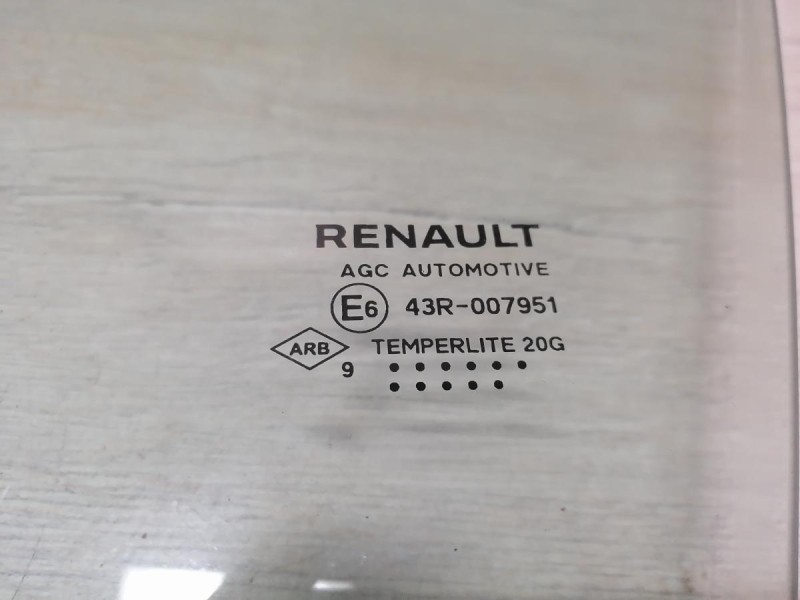 RENAULT
AGC AUTOMOTIVE
E6 43R-007951
ARB TEMPERLITE 20G
9 • • • • • •
• • • • •